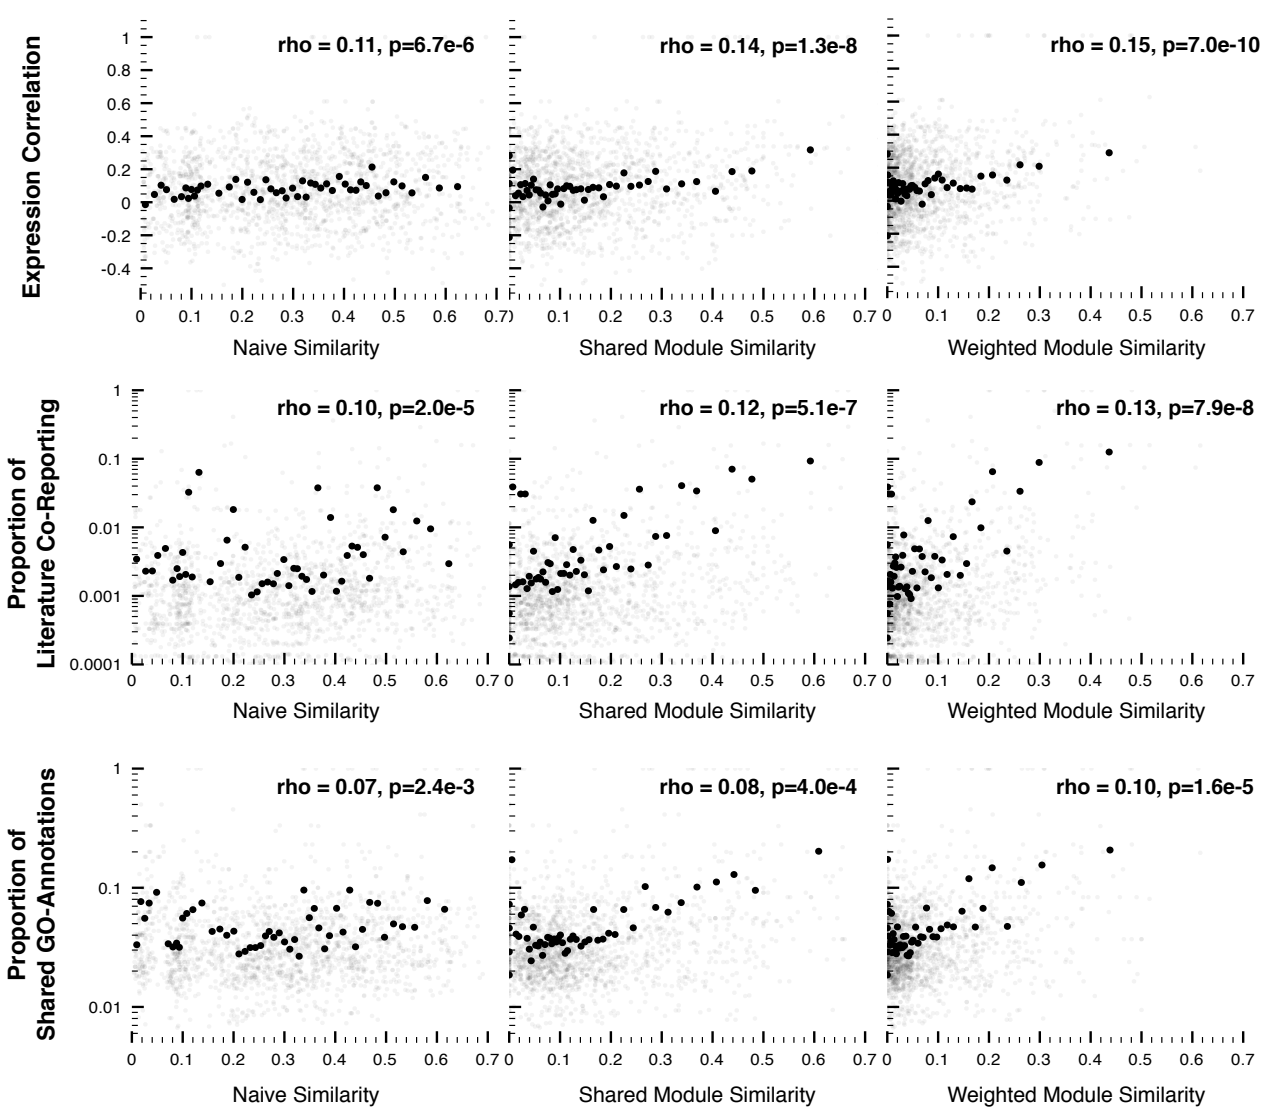 Expression Correlation
rho = 0.11, p=6.7e-6
1
0.8
0.6
0.4
0.2
0
-0.2
-0.4
0 0.1 0.2 0.3 0.4 0.5 0.6 0.7
Naive Similarity
rho = 0.14, p=1.3e-8
0.1 0.2 0.3 0.4 0.5 0.6 0.7
Shared Module Similarity
rho = 0.15, p=7.0e-10
0 0.1 0.2 0.3 0.4 0.5 0.6 0.7
Weighted Module Similarity
Proportion of
Literature Co-Reporting
rho = 0.10, p=2.0e-5
1
0.1
0.01
0.001
0.0001
0 0.1 0.2 0.3 0.4 0.5 0.6 0.7
Naive Similarity
rho = 0.12, p=5.1e-7
0 0.1 0.2 0.3 0.4 0.5 0.6 0.7
Shared Module Similarity
rho = 0.13, p=7.9e-8
0 0.1 0.2 0.3 0.4 0.5 0.6 0.7
Weighted Module Similarity
Proportion of
Shared GO-Annotations
rho = 0.07, p=2.4e-3
1
0.1
0.01
0 0.1 0.2 0.3 0.4 0.5 0.6 0.7
Naive Similarity
rho = 0.08, p=4.0e-4
0 0.1 0.2 0.3 0.4 0.5 0.6 0.7
Shared Module Similarity
rho = 0.10, p=1.6e-5
0 0.1 0.2 0.3 0.4 0.5 0.6 0.7
Weighted Module Similarity